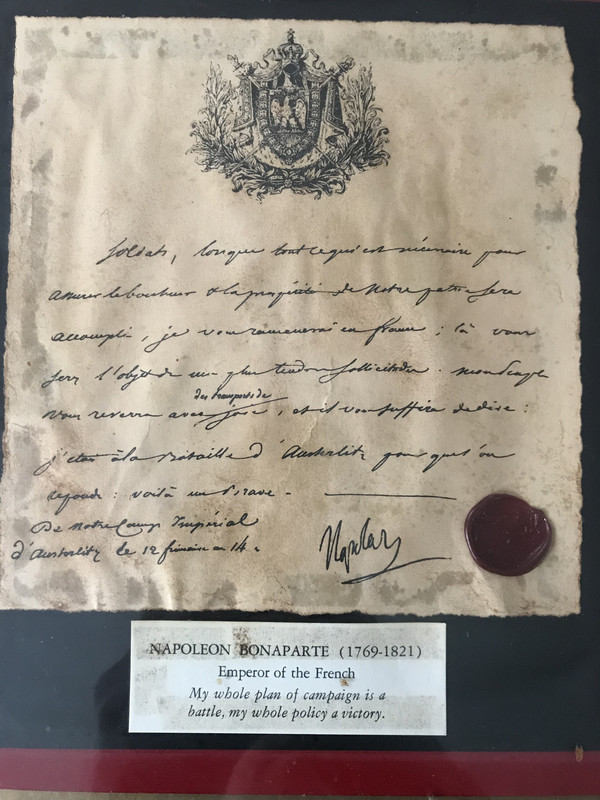 Soldats, lorsque tout ce qui est nécessaire pour
assurer le bonheur & la prospérité de notre patrie sera
accompli, je vous ramenerai en france ; là vous
serez l'objet de mes plus tendres sollicitudes. mon peuple
des transports de
vous reverra avec joie, et il vous suffira de dire :
j'étais à la Bataille d'Austerlitz pour que l'on
reponde : voilà un Brave.
De notre Camp Impérial
d'Austerlitz le 12 frimaire an 14.
Napoleon
NAPOLEON BONAPARTE (1769-1821)
Emperor of the French
My whole plan of campaign is a
battle, my whole policy a victory.